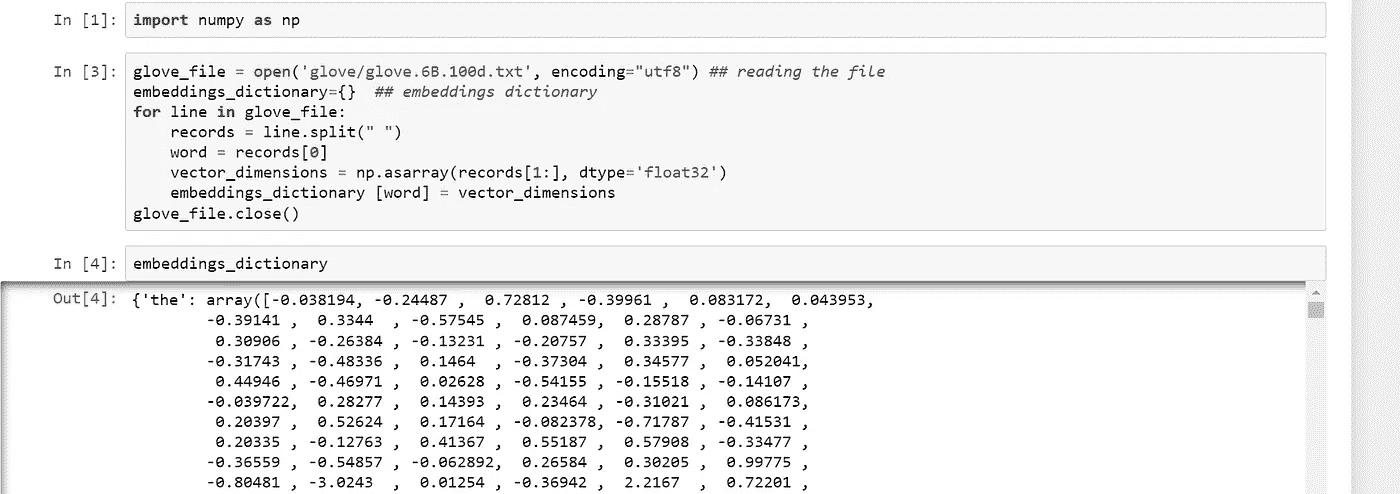 In [1]: import numpy as np
In [3]: glove_file = open('glove/glove.6B.100d.txt', encoding="utf8") ## reading the file
embeddings_dictionary={}  ## embeddings dictionary
for line in glove_file:
    records = line.split(" ")
    word = records[0]
    vector_dimensions = np.asarray(records[1:], dtype='float32')
    embeddings_dictionary [word] = vector_dimensions
glove_file.close()
In [4]: embeddings_dictionary
Out[4]: {'the': array([-0.038194, -0.24487 ,  0.72812 , -0.39961 ,  0.083172,  0.043953,
-0.39141 ,  0.3344  , -0.57545 ,  0.087459,  0.28787 , -0.06731 ,
0.30906 , -0.26384 , -0.13231 , -0.20757 ,  0.33395 , -0.33848 ,
-0.31743 , -0.48336 ,  0.1464  , -0.37304 ,  0.34577 ,  0.052041,
0.44946 , -0.46971 ,  0.02628 , -0.54155 , -0.15518 , -0.14107 ,
-0.039722,  0.28277 ,  0.14393 ,  0.23464 , -0.31021 ,  0.086173,
0.20397 ,  0.52624 ,  0.17164 , -0.082378, -0.71787 , -0.41531 ,
0.20335 , -0.12763 ,  0.41367 ,  0.55187 ,  0.57908 , -0.33477 ,
-0.36559 , -0.54857 , -0.062892,  0.26584 ,  0.30205 ,  0.99775 ,
-0.80481 , -3.0243  ,  0.01254 , -0.36942 ,  2.2167  ,  0.72201 ,